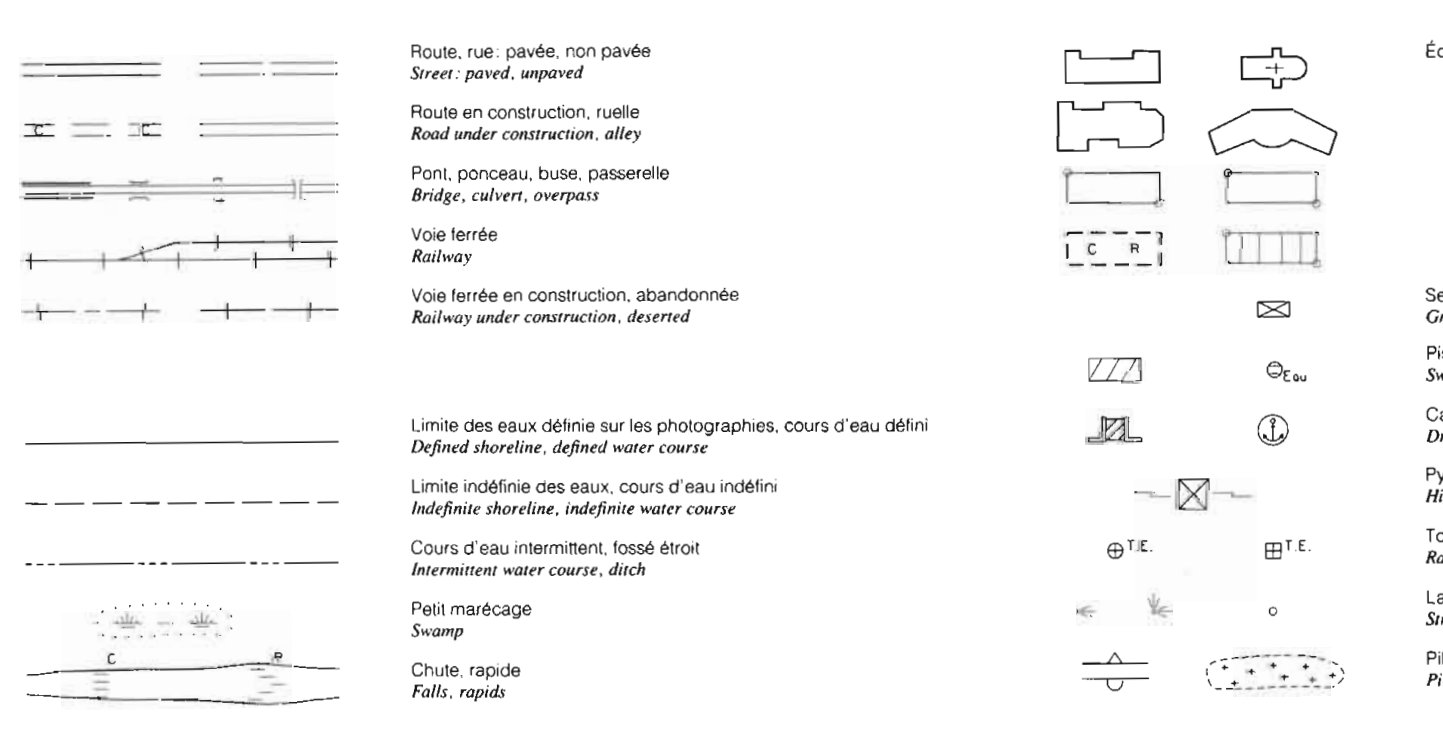 Route, rue: pavée, non pavée
Street: paved, unpaved
C C
Route en construction, ruelle
Road under construction, alley
Pont, ponceau, buse, passerelle
Bridge, culvert, overpass
Voie ferrée
Railway
Voie ferrée en construction, abandonnée
Railway under construction, deserted
Limite des eaux définie sur les photographies, cours d'eau défini
Defined shoreline, defined water course
Limite indéfinie des eaux, cours d'eau indéfini
Indefinite shoreline, indefinite water course
Cours d'eau intermittent, fossé étroit
Intermittent water course, ditch
Petit marécage
Swamp
C R
Chute, rapide
Falls, rapids
C R
Eau
T.E. T.E.